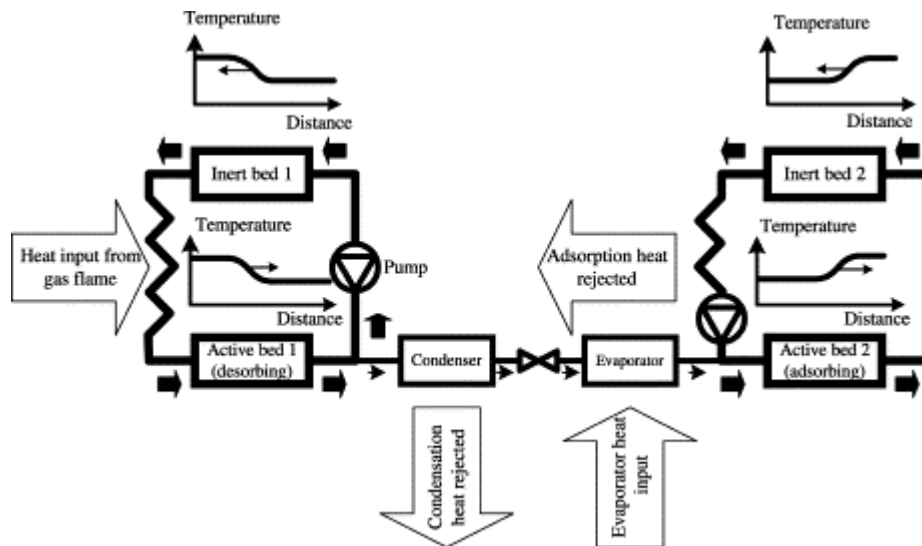 Temperature
Distance
Inert bed 1
Heat input from
gas flame
Temperature
Distance
Pump
Active bed 1
(desorbing)
Condenser
Evaporator
Condensation
heat rejected
Evaporator heat
input
Adsorption heat
rejected
Temperature
Distance
Inert bed 2
Temperature
Distance
Active bed 2
(adsorbing)